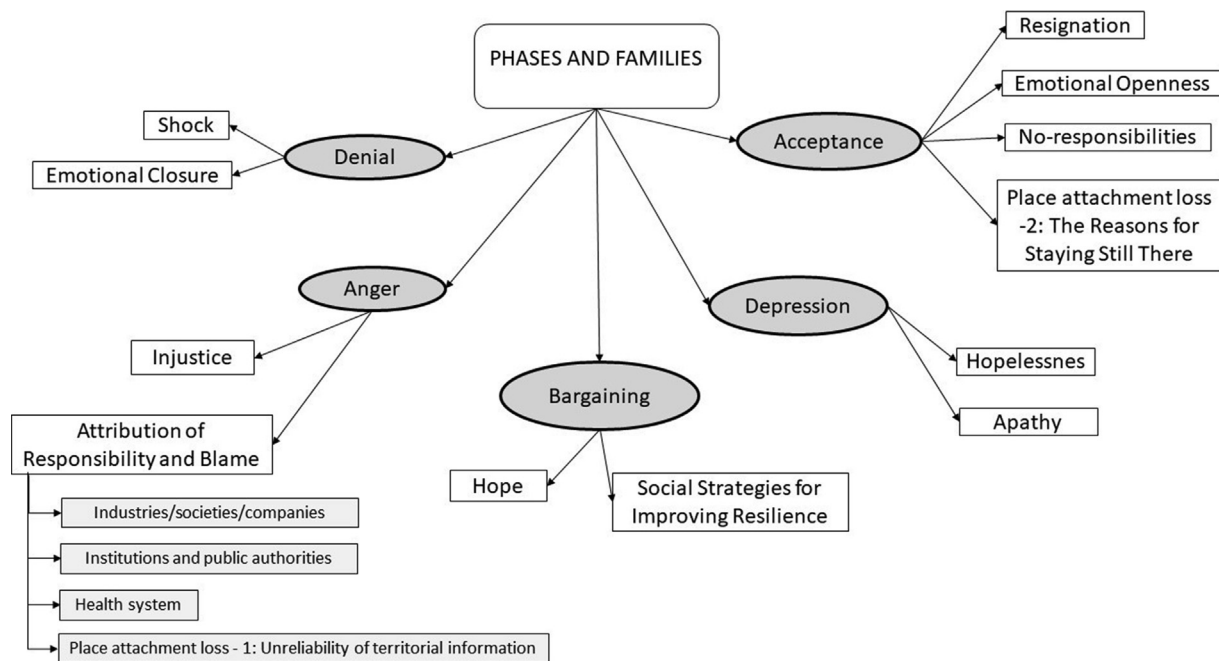 PHASES AND FAMILIES
Shock
Emotional Closure
Denial
Acceptance
Resignation
Emotional Openness
No-responsibilities
Place attachment loss
-2: The Reasons for
Staying Still There
Anger
Injustice
Attribution of
Responsibility and Blame
Industries/societies/companies
Institutions and public authorities
Health system
Place attachment loss - 1: Unreliability of territorial information
Bargaining
Hope
Social Strategies for
Improving Resilience
Depression
Hopelessnes
Apathy